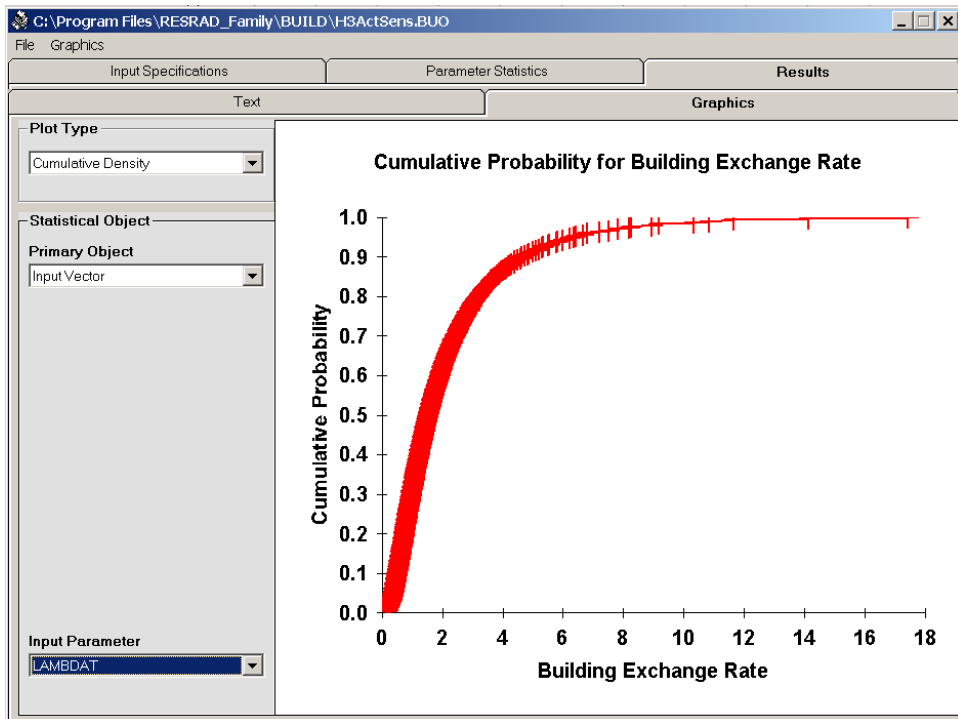 C:\Program Files\RESRAD_Family\BUILD\H3ActSens.BUO
File Graphics
Input Specifications Parameter Statistics Results
Text Graphics
Plot Type
Cumulative Density
Statistical Object
Primary Object
Input Vector
Input Parameter
LAMBDAT
Cumulative Probability for Building Exchange Rate
Cumulative Probability
1.0
0.9
0.8
0.7
0.6
0.5
0.4
0.3
0.2
0.1
0.0
0 2 4 6 8 10 12 14 16 18
Building Exchange Rate